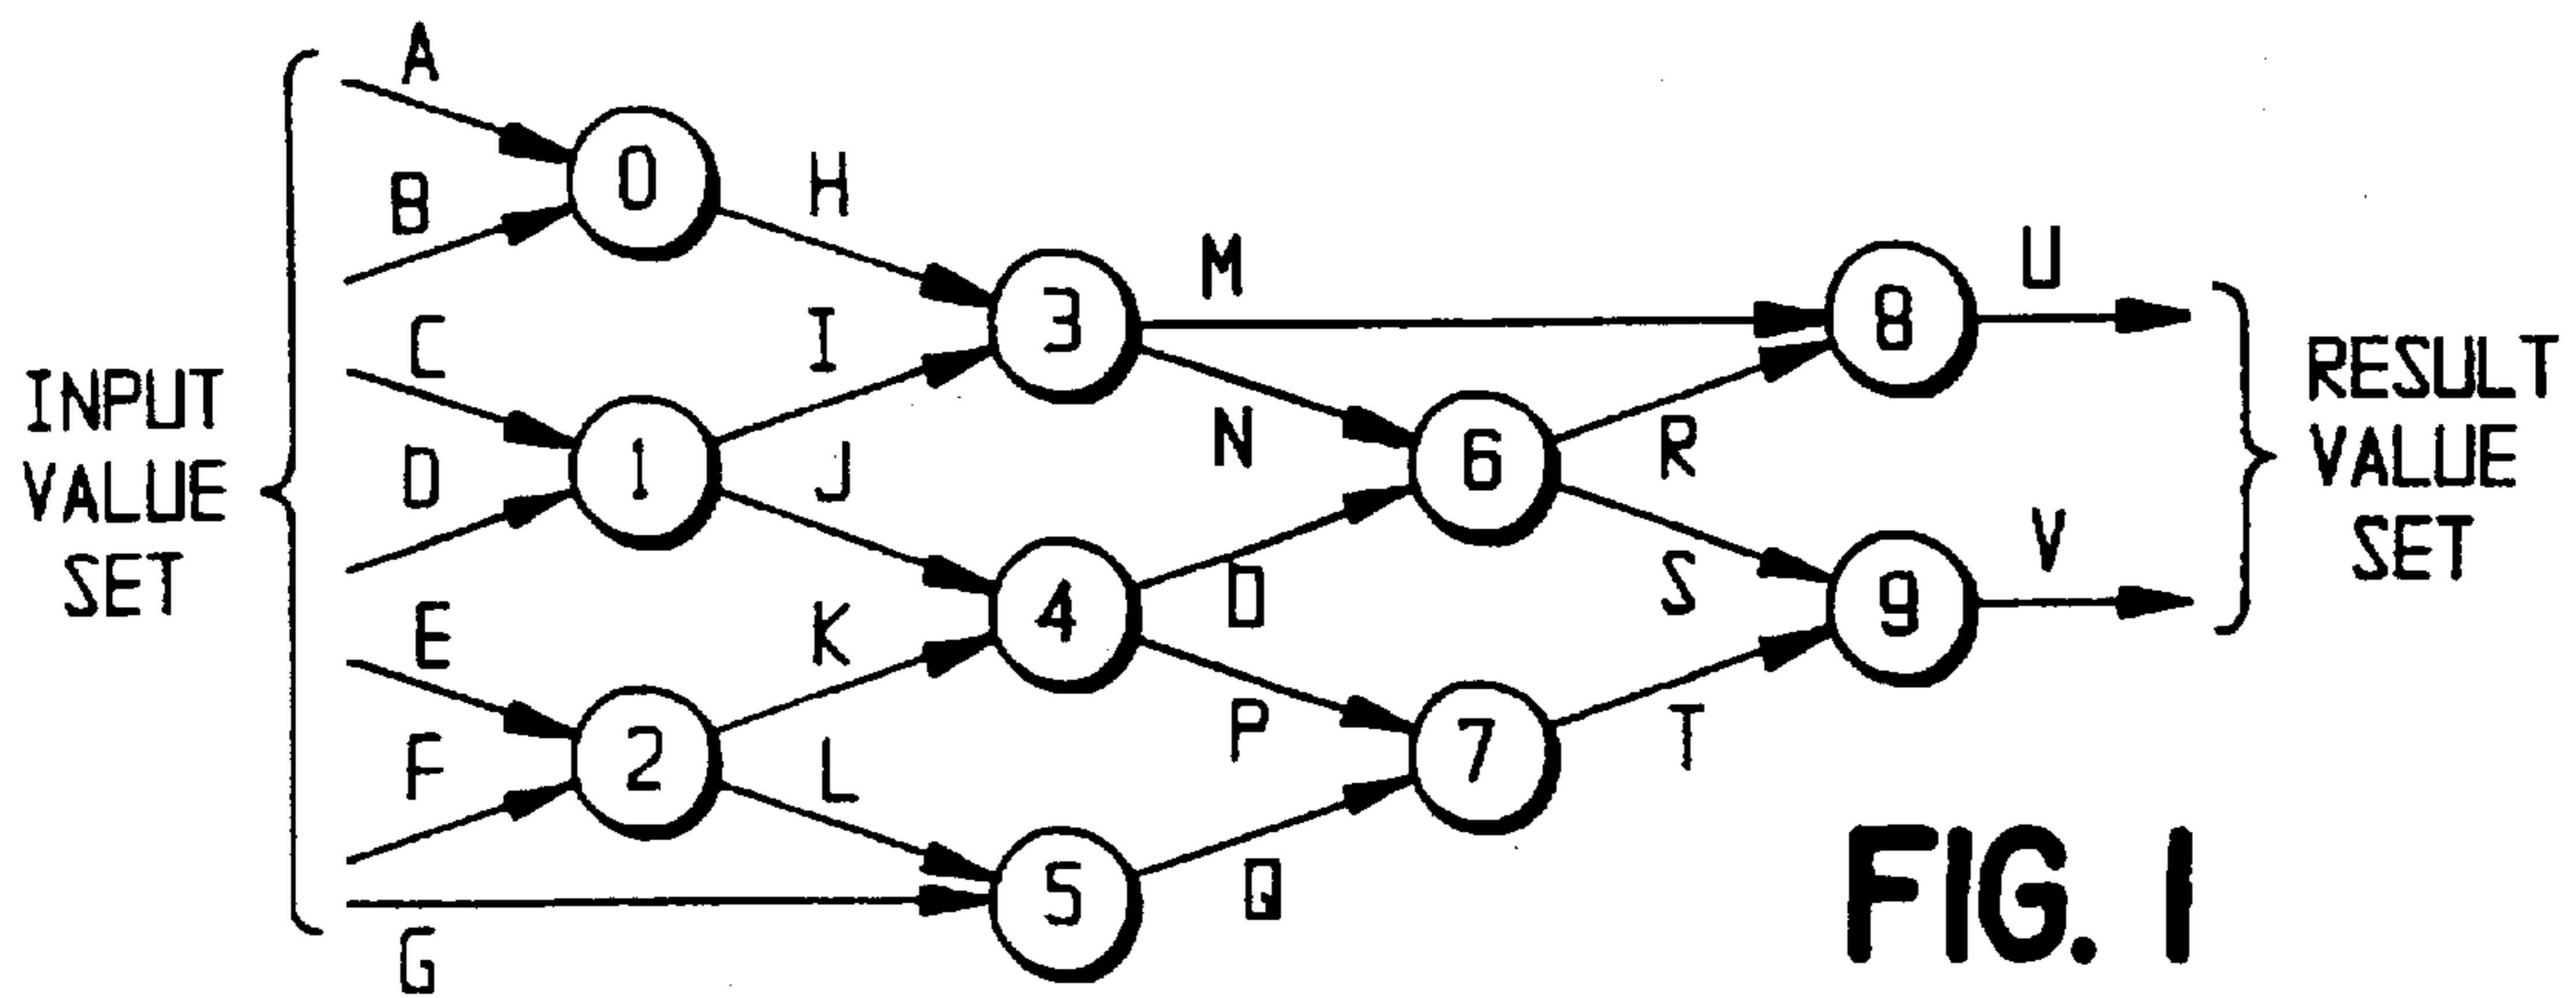 A
B
C
D
E
F
G
INPUT
VALUE
SET
0
1
2
H
I
J
K
L
3
4
5
M
N
O
P
Q
6
7
R
S
T
8
9
U
V
RESULT
VALUE
SET
FIG. 1